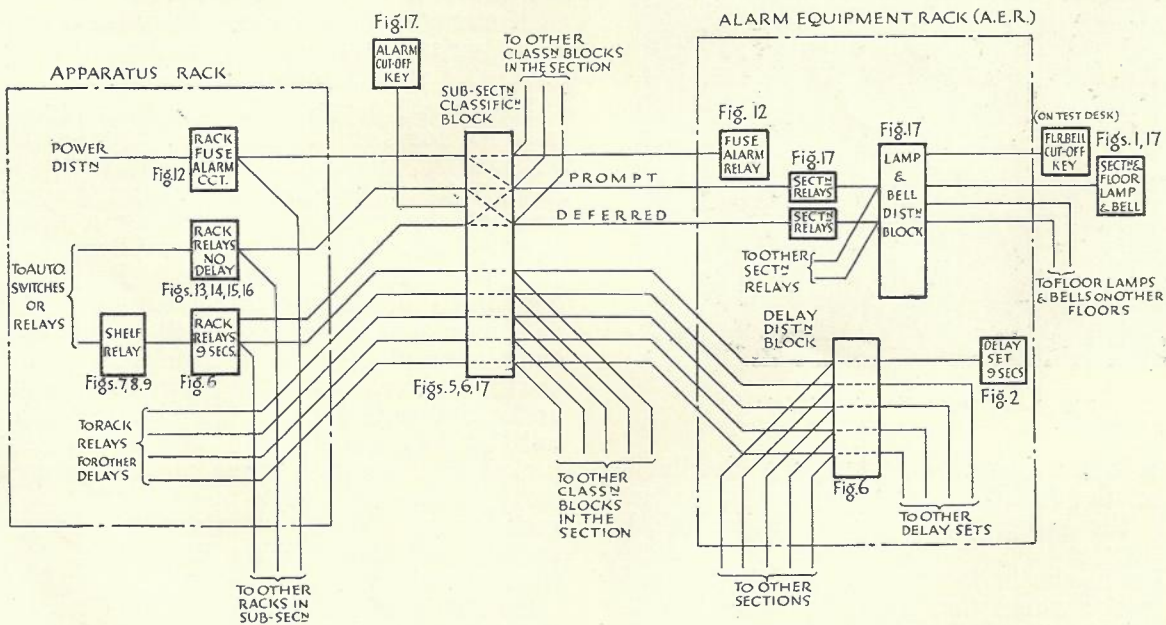 Fig.17.
ALARM
CUT-OFF
KEY
TO OTHER
CLASSN BLOCKS
IN THE SECTION
ALARM EQUIPMENT RACK (A.E.R.)
APPARATUS RACK
SUB-SECTN
CLASSIFICN
BLOCK
POWER
DISTN
RACK
FUSE
ALARM
CCT.
Fig.12
Fig. 12
FUSE
ALARM
RELAY
PROMPT
DEFERRED
Fig.17
SECTN
RELAYS
SECTN
RELAYS
Fig.17
LAMP
&
BELL
DISTN
BLOCK
(ON TEST DESK)
FLR.BELL
CUT-OFF
KEY
Figs.1,17
SECTN &
FLOOR
LAMP
& BELL
TO AUTO.
SWITCHES
OR
RELAYS
RACK
RELAYS
NO
DELAY
Figs.13,14,15,16
SHELF
RELAY
Figs.7,8,9
RACK
RELAYS
9 SECS.
Fig.6
TO OTHER
SECTN
RELAYS
TO FLOOR LAMPS
& BELLS ON OTHER
FLOORS
DELAY
DISTN
BLOCK
DELAY
SET
9 SECS
Fig.2
Figs.5,6,17
TO RACK
RELAYS
FOR OTHER
DELAYS
TO OTHER
CLASSN
BLOCKS
IN THE
SECTION
Fig.6
TO OTHER
DELAY SETS
TO OTHER
RACKS IN
SUB-SECN
TO OTHER
SECTIONS